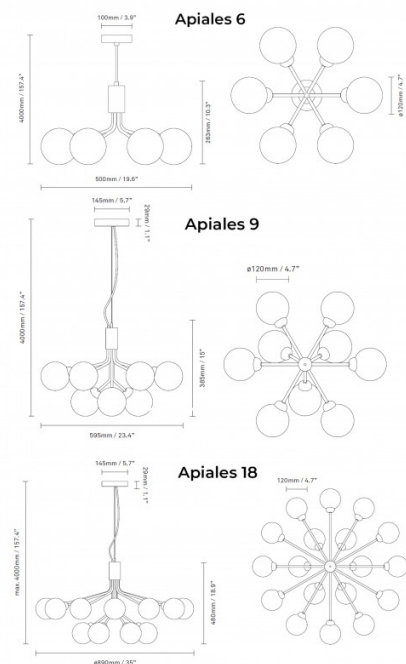 Apiales 6
100mm / 3.9"
4000mm / 157.4"
263mm / 10.3"
ø120mm / 4.7"
500mm / 19.6"
Apiales 9
145mm / 5.7"
29mm / 1.1"
4000mm / 157.4"
ø120mm / 4.7"
385mm / 15"
595mm / 23.4"
Apiales 18
145mm / 5.7"
29mm / 1.1"
120mm / 4.7"
max. 4000mm / 157.4"
480mm / 18.9"
ø890mm / 35"